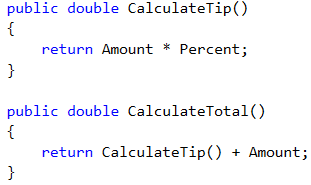 public double CalculateTip()
{
    return Amount * Percent;
}

public double CalculateTotal()
{
    return CalculateTip() + Amount;
}